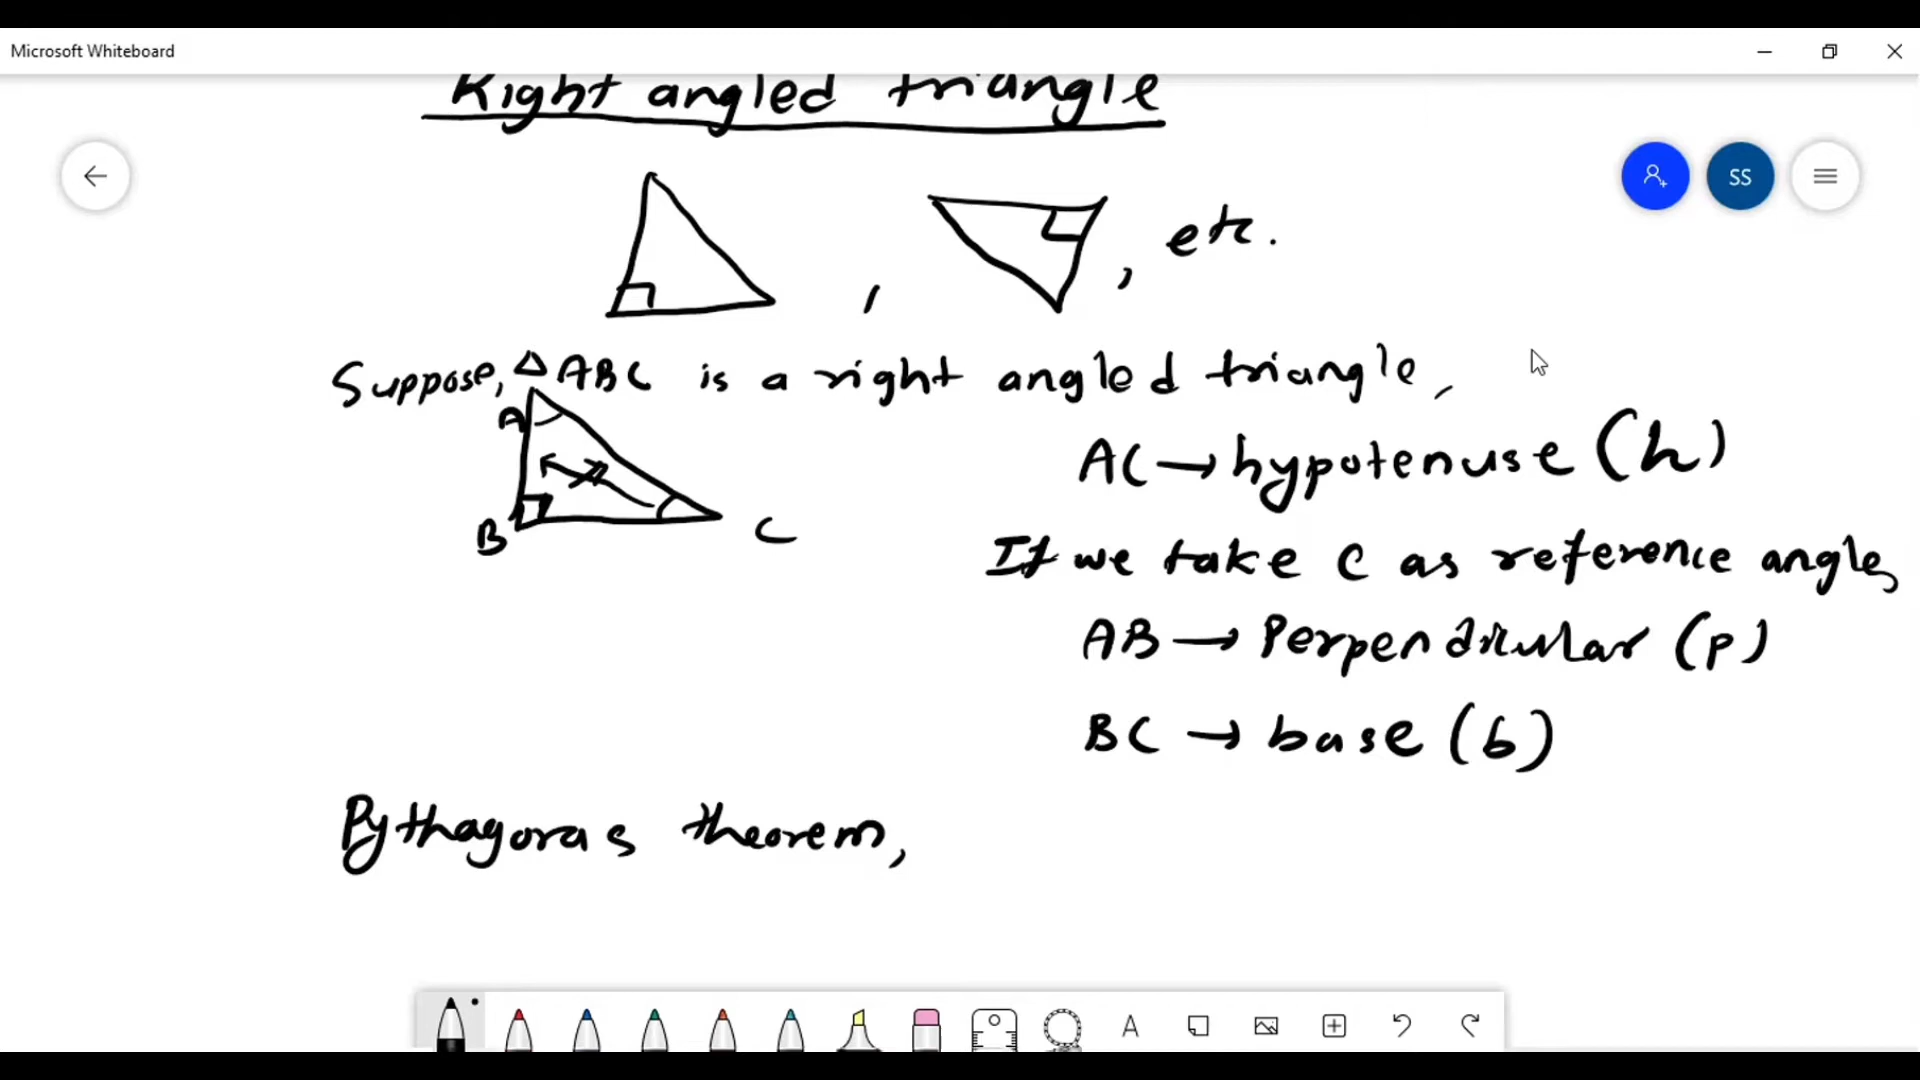 Microsoft Whiteboard
Right angled triangle
SS
, , etc.
Suppose, △ ABC is a right angled triangle,
A
B
C
AC → hypotenuse (h)
If we take C as reference angle,
AB → Perpendicular (p)
BC → base (b)
Pythagoras theorem,
A